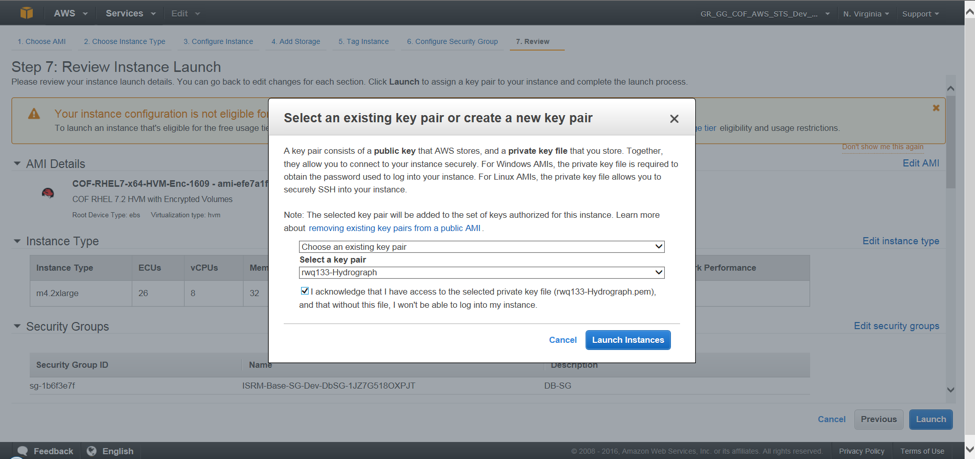 AWS
Services
Edit
GR_GG_COF_AWS_STS_Dev_...
N. Virginia
Support
1. Choose AMI
2. Choose Instance Type
3. Configure Instance
4. Add Storage
5. Tag Instance
6. Configure Security Group
7. Review
Step 7: Review Instance Launch
Please review your instance launch details. You can go back to edit changes for each section. Click Launch to assign a key pair to your instance and complete the launch process.
Your instance configuration is not eligible fo
To launch an instance that's eligible for the free usage tie
ge tier eligibility and usage restrictions.
Don't show me this again
AMI Details
Edit AMI
COF-RHEL7-x64-HVM-Enc-1609 - ami-efe7a1f
COF RHEL 7.2 HVM with Encrypted Volumes
Root Device Type: ebs Virtualization type: hvm
Instance Type
Edit instance type
Instance Type ECUs vCPUs Mem
k Performance
m4.2xlarge 26 8 32
Security Groups
Edit security groups
Security Group ID Name Description
sg-1b6f3e7f ISRM-Base-SG-Dev-DbSG-1JZ7G518OXPJT DB-SG
Select an existing key pair or create a new key pair
A key pair consists of a public key that AWS stores, and a private key file that you store. Together,
they allow you to connect to your instance securely. For Windows AMIs, the private key file is required to
obtain the password used to log into your instance. For Linux AMIs, the private key file allows you to
securely SSH into your instance.
Note: The selected key pair will be added to the set of keys authorized for this instance. Learn more
about removing existing key pairs from a public AMI .
Choose an existing key pair
Select a key pair
rwq133-Hydrograph
I acknowledge that I have access to the selected private key file (rwq133-Hydrograph.pem),
and that without this file, I won't be able to log into my instance.
Cancel
Launch Instances
Cancel
Previous
Launch
Feedback
English
© 2008 - 2016, Amazon Web Services, Inc. or its affiliates. All rights reserved.
Privacy Policy
Terms of Use